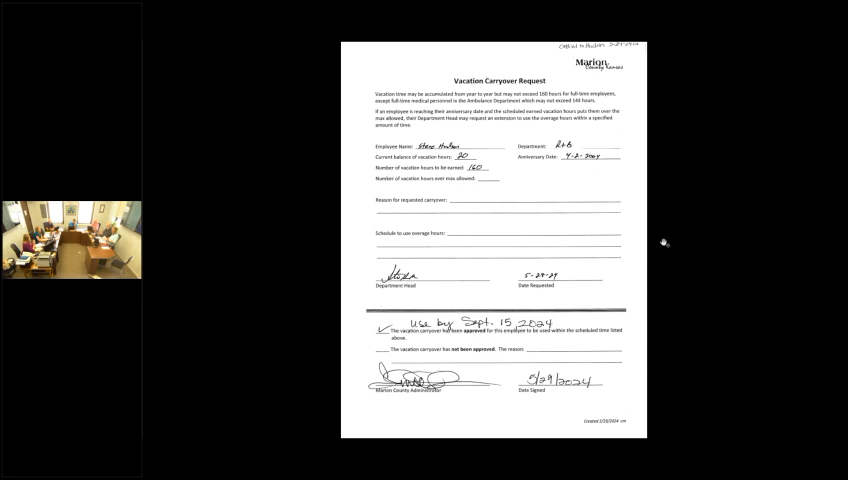 Marion
County Kansas
Vacation Carryover Request
Vacation time may be accumulated from year to year but may not exceed 160 hours for full-time employees,
except full-time medical personnel is the Ambulance Department which may not exceed 144 hours.
If an employee is reaching their anniversary date and the scheduled earned vacation hours puts them over the
max allowed, their Department Head may request an extension to use the overage hours within a specified
amount of time.
Employee Name: Steve Hudson Department: R+B
Current balance of vacation hours: 20 Anniversary Date: 4-2-2024
Number of vacation hours to be earned: 160
Number of vacation hours over max allowed:
Reason for requested carryover:
Schedule to use overage hours:
5-29-24
Department Head Date Requested
Use by Sept. 15, 2024
✓ The vacation carryover has been approved for this employee to be used within the scheduled time listed
above.
The vacation carryover has not been approved. The reason:
5/29/2024
Marion County Administrator Date Signed
Created 2/20/2024